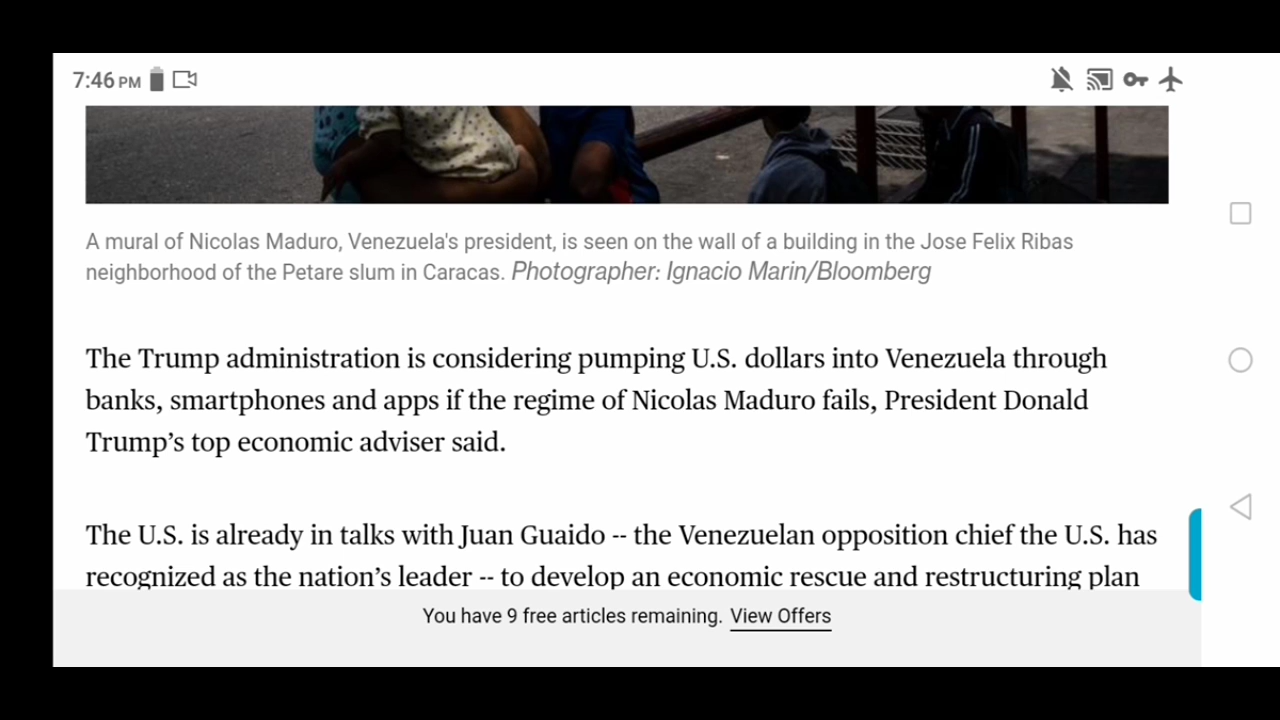 7:46 PM
A mural of Nicolas Maduro, Venezuela's president, is seen on the wall of a building in the Jose Felix Ribas
neighborhood of the Petare slum in Caracas. Photographer: Ignacio Marin/Bloomberg
The Trump administration is considering pumping U.S. dollars into Venezuela through
banks, smartphones and apps if the regime of Nicolas Maduro fails, President Donald
Trump’s top economic adviser said.
The U.S. is already in talks with Juan Guaido -- the Venezuelan opposition chief the U.S. has
recognized as the nation’s leader -- to develop an economic rescue and restructuring plan
You have 9 free articles remaining. View Offers